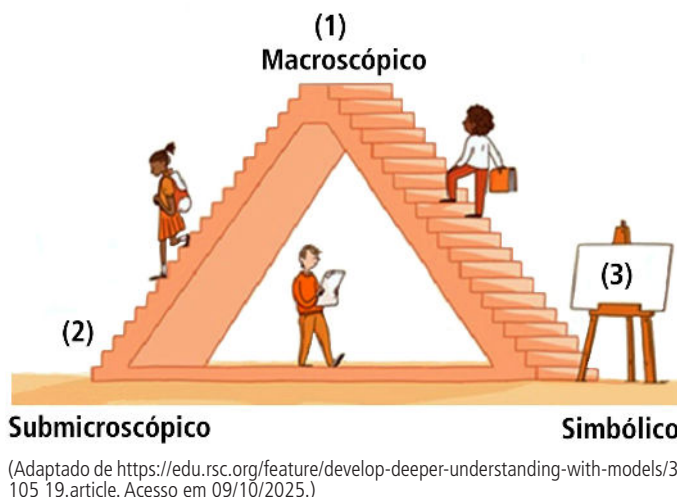 (1)
Macroscópico
(3)
(2)
Submicroscópico
Simbólico
(Adaptado de https://edu.rsc.org/feature/develop-deeper-understanding-with-models/3
105 19.article. Acesso em 09/10/2025.)